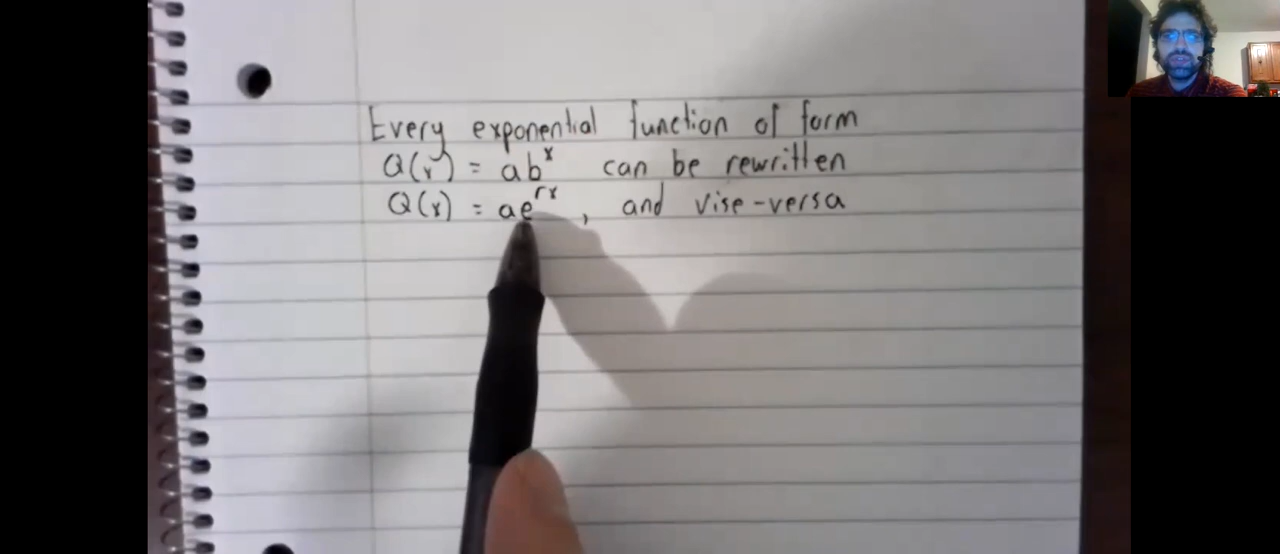 Every exponential function of form
Q(x) = ab^x can be rewritten
Q(x) = ae^rx, and vise-versa